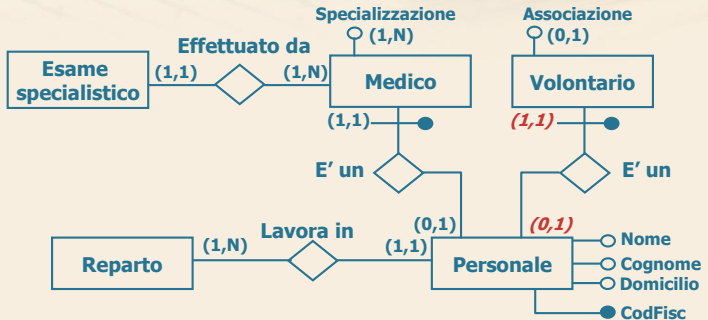 Specializzazione
Associazione
(1,N)
(0,1)
Effettuato da
Esame
specialistico
(1,1)
(1,N)
Medico
Volontario
(1,1)
(1,1)
E' un
E' un
(0,1)
(0,1)
Lavora in
(1,N)
(1,1)
Reparto
Personale
Nome
Cognome
Domicilio
CodFisc